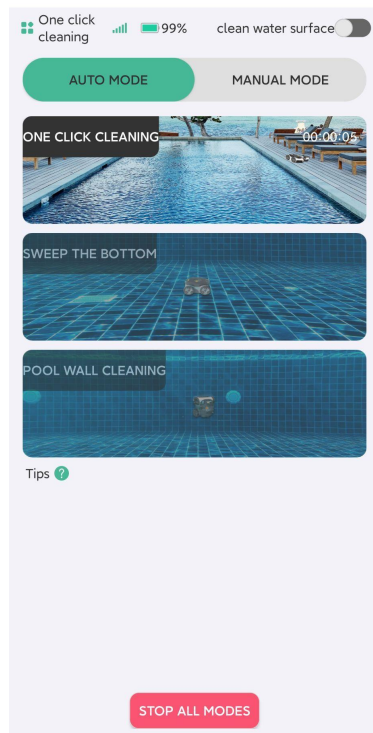 One click
cleaning
99%
clean water surface
AUTO MODE
MANUAL MODE
ONE CLICK CLEANING
00:00:05
SWEEP THE BOTTOM
POOL WALL CLEANING
Tips ?
STOP ALL MODES